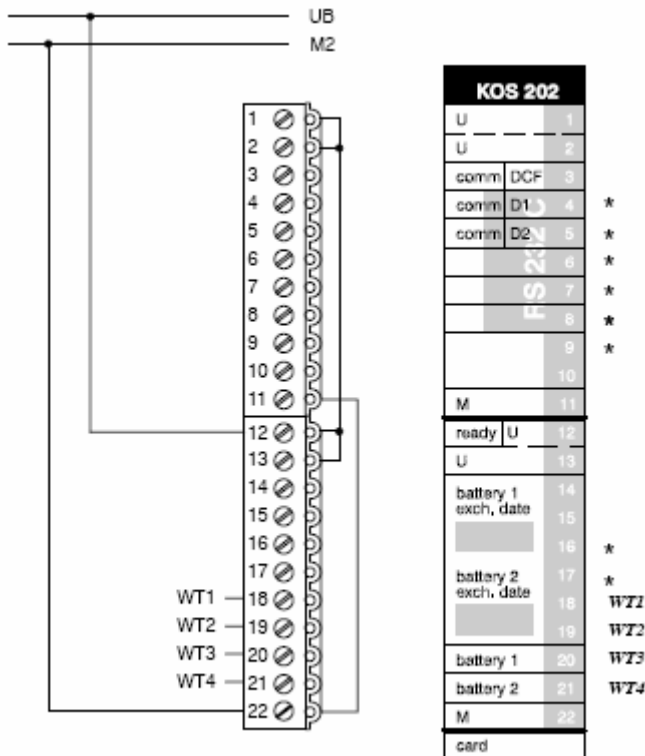 UB
M2
1
2
3
4
5
6
7
8
9
10
11
12
13
14
15
16
17
WT1 18
WT2 19
WT3 20
WT4 21
22
KOS 202
U 1
U 2
comm DCF 3
comm D1 4 *
comm D2 5 *
6 *
7 *
8 *
9 *
10
RS 232 C
M 11
ready U 12
U 13
battery 1 14
exch. date
15
16 *
battery 2 17 *
exch. date 18 WT1
19 WT2
battery 1 20 WT3
battery 2 21 WT4
M 22
card